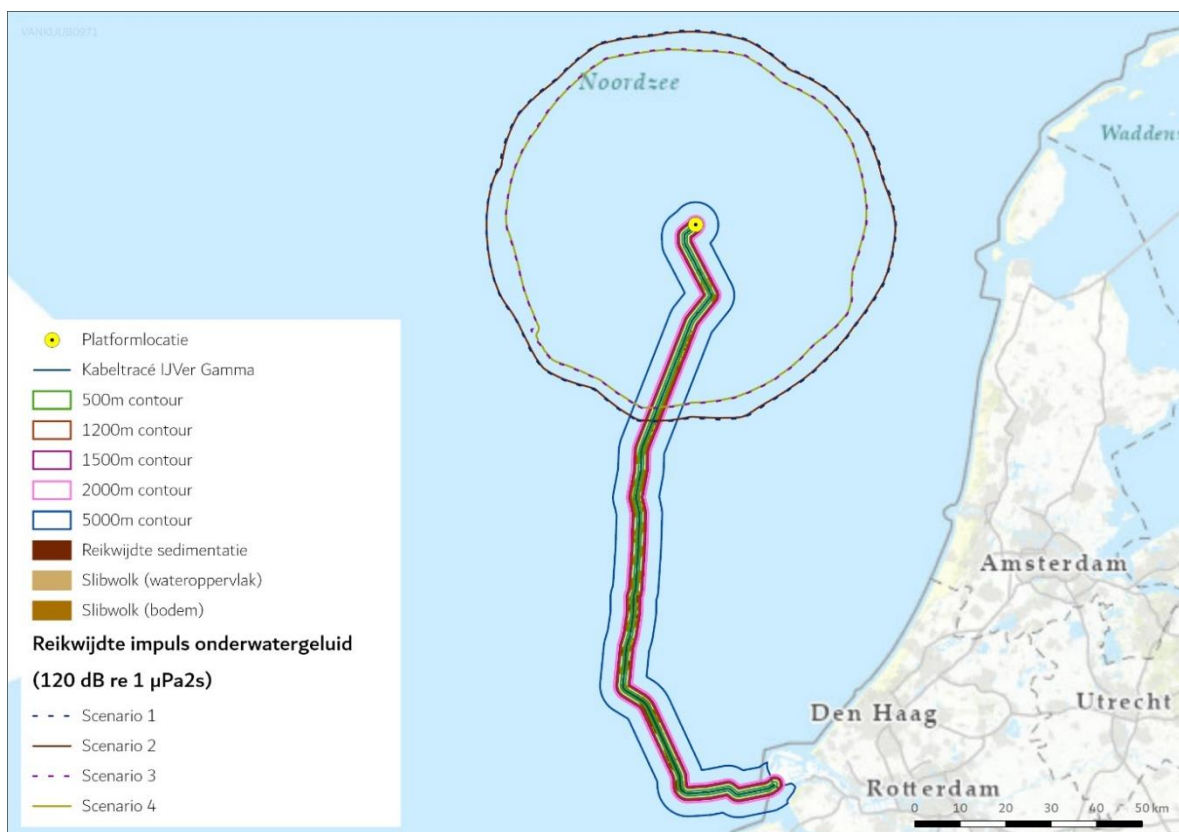 VANKUIJB0971
Noordzee
Waddenz
Platformlocatie
Kabeltracé IJVer Gamma
500m contour
1200m contour
1500m contour
2000m contour
5000m contour
Reikwijdte sedimentatie
Slibwolk (wateroppervlak)
Slibwolk (bodem)
Reikwijdte impuls onderwatergeluid
(120 dB re 1 µPa2s)
Scenario 1
Scenario 2
Scenario 3
Scenario 4
Amsterdam
Utrecht
Den Haag
Rotterdam
0 10 20 30 40 50 km